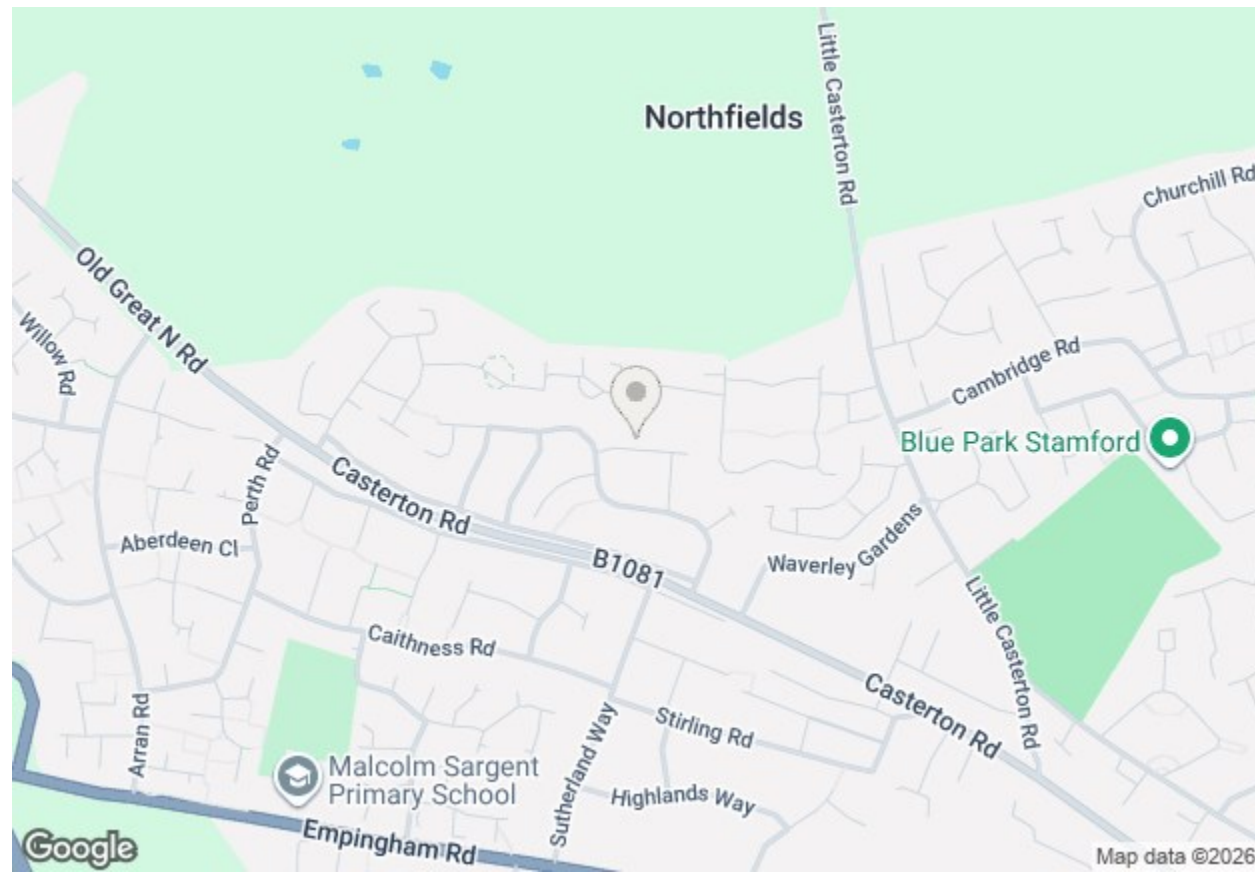 Northfields
Little Casterton Rd
Churchill Rd
Old Great N Rd
Willow Rd
Cambridge Rd
Blue Park Stamford
Perth Rd
Casterton Rd
Aberdeen Cl
B1081
Waverley Gardens
Little Casterton Rd
Caithness Rd
Casterton Rd
Arran Rd
Stirling Rd
Sutherland Way
Malcolm Sargent
Primary School
Highlands Way
Empingham Rd
Google
Map data ©2026